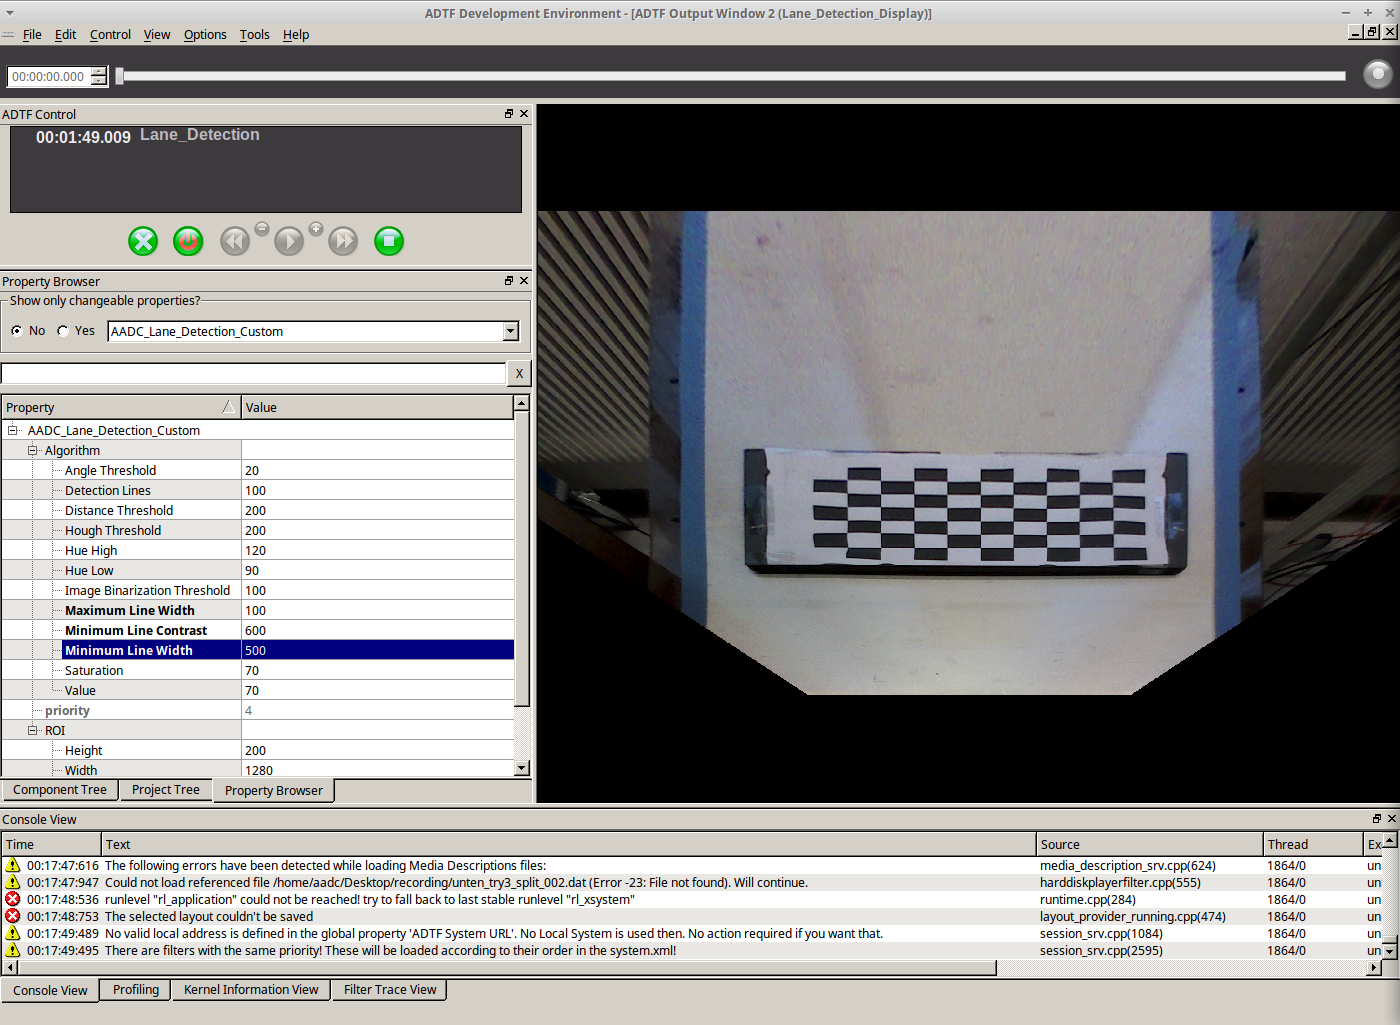 ADTF Development Environment - [ADTF Output Window 2 (Lane_Detection_Display)]
File Edit Control View Options Tools Help
00:00:00.000
ADTF Control
00:01:49.009 Lane_Detection
Property Browser
Show only changeable properties?
No Yes AADC_Lane_Detection_Custom
X
Property Value
AADC_Lane_Detection_Custom
Algorithm
Angle Threshold 20
Detection Lines 100
Distance Threshold 200
Hough Threshold 200
Hue High 120
Hue Low 90
Image Binarization Threshold 100
Maximum Line Width 100
Minimum Line Contrast 600
Minimum Line Width 500
Saturation 70
Value 70
priority 4
ROI
Height 200
Width 1280
Component Tree Project Tree Property Browser
Console View
Time Text Source Thread Ex
00:17:47:616 The following errors have been detected while loading Media Descriptions files: media_description_srv.cpp(624) 1864/0 un
00:17:47:947 Could not load referenced file /home/aadc/Desktop/recording/unten_try3_split_002.dat (Error -23: File not found). Will continue. harddiskplayerfilter.cpp(555) 1864/0 un
00:17:48:536 runlevel "rl_application" could not be reached! try to fall back to last stable runlevel "rl_xsystem" runtime.cpp(284) 1864/0 un
00:17:48:753 The selected layout couldn't be saved layout_provider_running.cpp(474) 1864/0 un
00:17:49:489 No valid local address is defined in the global property 'ADTF System URL'. No Local System is used then. No action required if you want that. session_srv.cpp(1084) 1864/0 un
00:17:49:495 There are filters with the same priority! These will be loaded according to their order in the system.xml! session_srv.cpp(2595) 1864/0 un
Console View Profiling Kernel Information View Filter Trace View